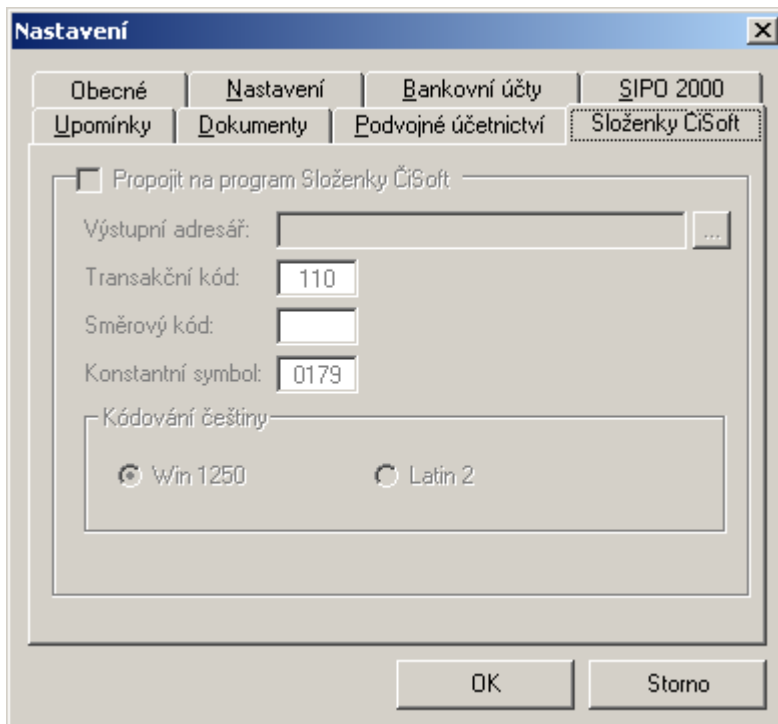 Nastavení
Obecné Nastavení Bankovní účty SIPO 2000
Upomínky Dokumenty Podvojné účetnictví Složenky ČiSoft
Propojit na program Složenky ČiSoft
Výstupní adresář: ...
Transakční kód: 110
Směrový kód:
Konstantní symbol: 0179
Kódování češtiny
Win 1250 Latin 2
OK Storno